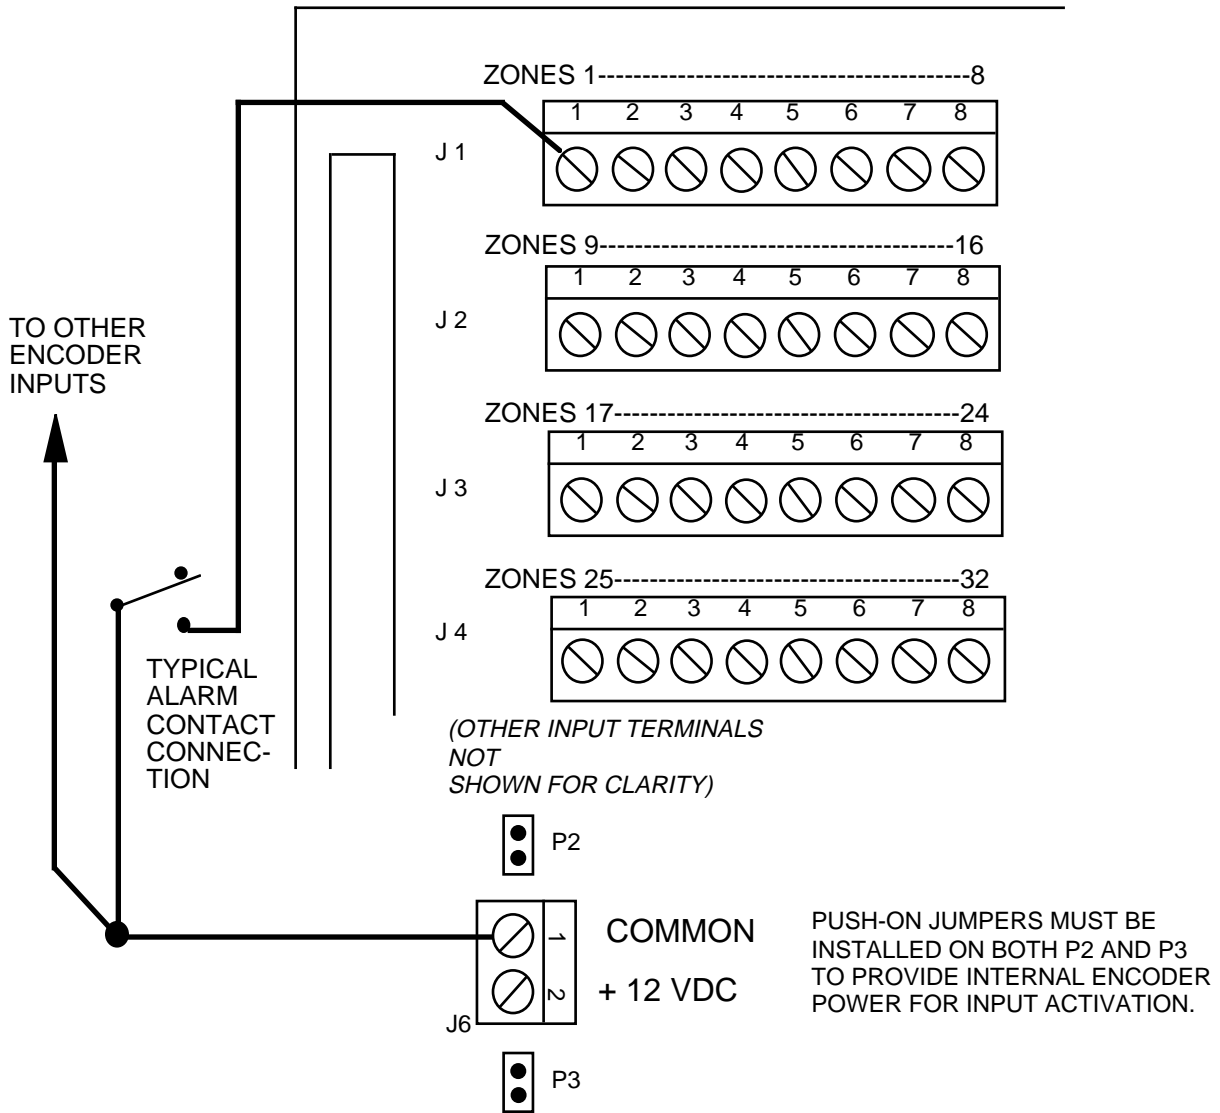 ZONES 1--------------------------------------8
1 2 3 4 5 6 7 8
J 1
ZONES 9------------------------------------16
1 2 3 4 5 6 7 8
J 2
TO OTHER
ENCODER
INPUTS
ZONES 17-----------------------------------24
1 2 3 4 5 6 7 8
J 3
ZONES 25-----------------------------------32
1 2 3 4 5 6 7 8
J 4
TYPICAL
ALARM
CONTACT
CONNEC-
TION
(OTHER INPUT TERMINALS
NOT
SHOWN FOR CLARITY)
P2
1 COMMON
2 + 12 VDC
J6
PUSH-ON JUMPERS MUST BE
INSTALLED ON BOTH P2 AND P3
TO PROVIDE INTERNAL ENCODER
POWER FOR INPUT ACTIVATION.
P3